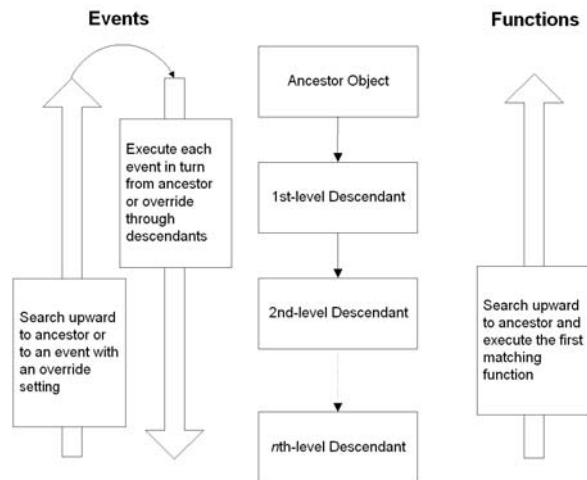 Events
Functions
Ancestor Object
Execute each
event in turn
from ancestor
or override
through
descendants
1st-level Descendant
Search upward
to ancestor or
to an event with
an override
setting
2nd-level Descendant
Search upward
to ancestor and
execute the first
matching
function
nth-level Descendant